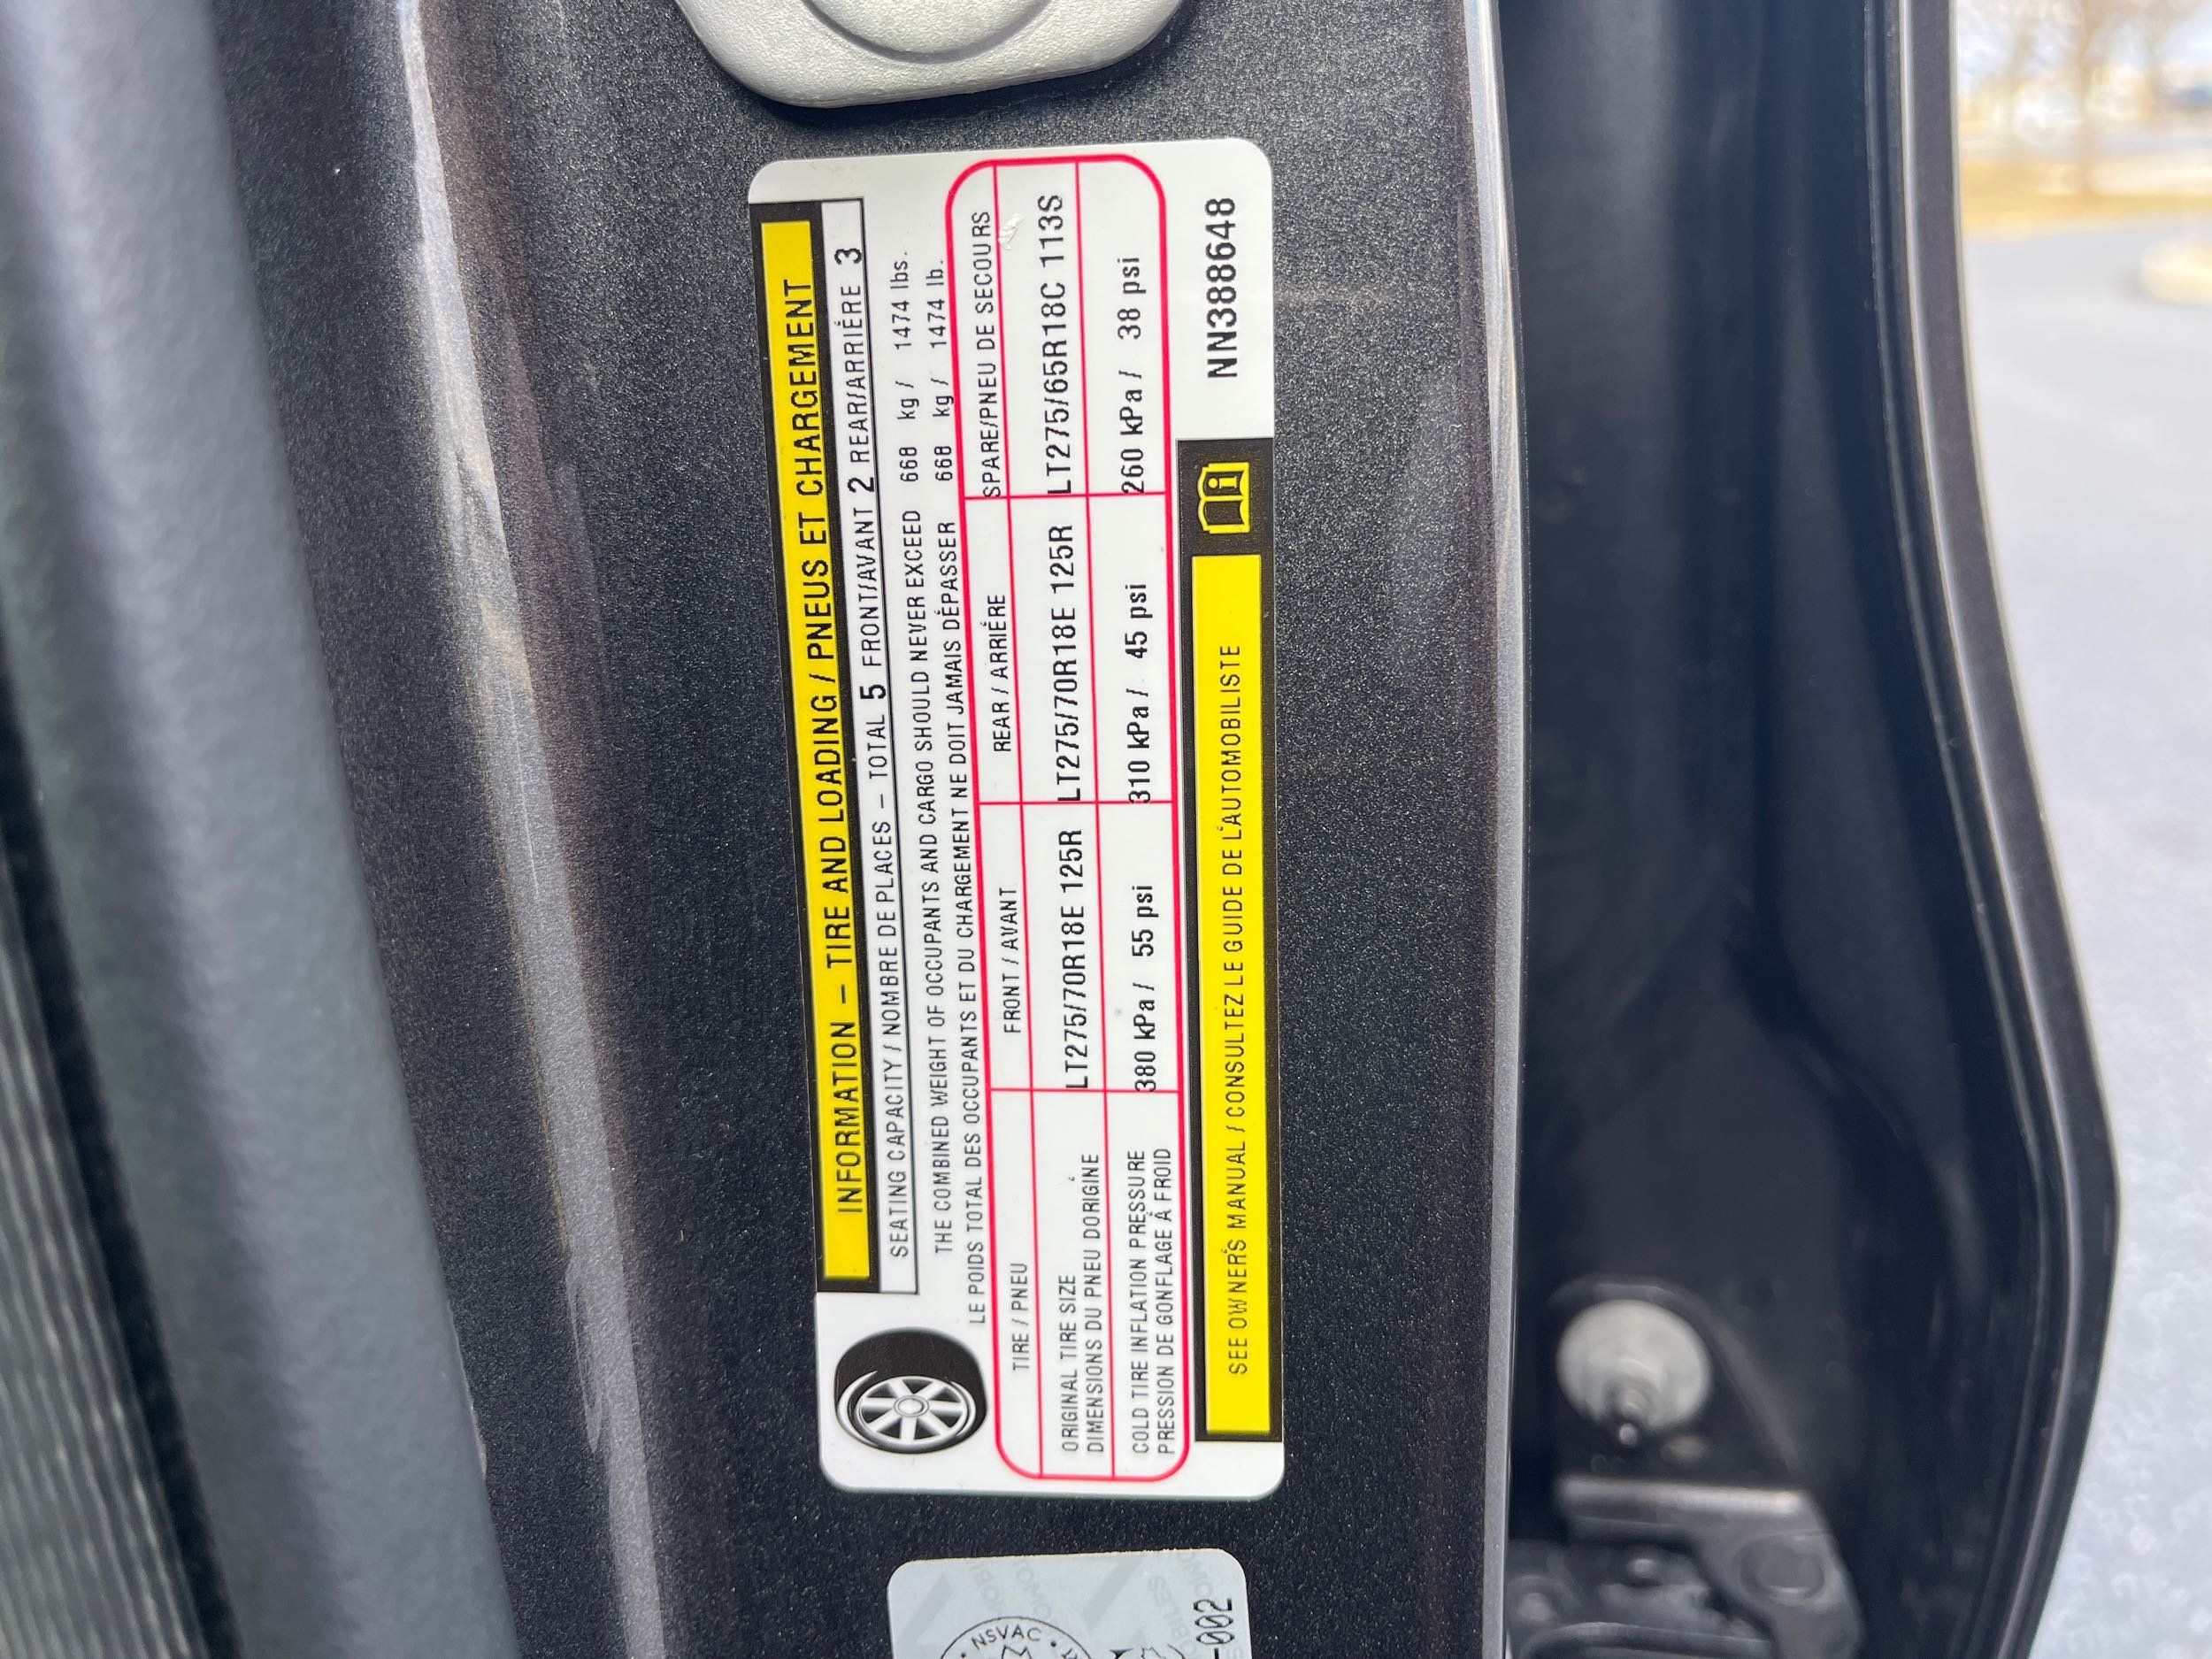 INFORMATION – TIRE AND LOADING / PNEUS ET CHARGEMENT
SEATING CAPACITY / NOMBRE DE PLACES – TOTAL 5 FRONT/AVANT 2 REAR/ARRIÉRE 3
THE COMBINED WEIGHT OF OCCUPANTS AND CARGO SHOULD NEVER EXCEED 668 kg / 1474 lbs.
LE POIDS TOTAL DES OCCUPANTS ET DU CHARGEMENT NE DOIT JAMAIS DÉPASSER 668 kg / 1474 lb.
TIRE / PNEU FRONT / AVANT REAR / ARRIÉRE SPARE/PNEU DE SECOURS
ORIGINAL TIRE SIZE
DIMENSIONS DU PNEU D'ORIGINE
LT275/70R18E 125R LT275/70R18E 125R LT275/65R18C 113S
COLD TIRE INFLATION PRESSURE
PRESSION DE GONFLAGE À FROID
380 kPa / 55 psi 310 kPa / 45 psi 260 kPa / 38 psi
SEE OWNER'S MANUAL / CONSULTEZ LE GUIDE DE L'AUTOMOBILISTE
NN388648
NSVAC
-002